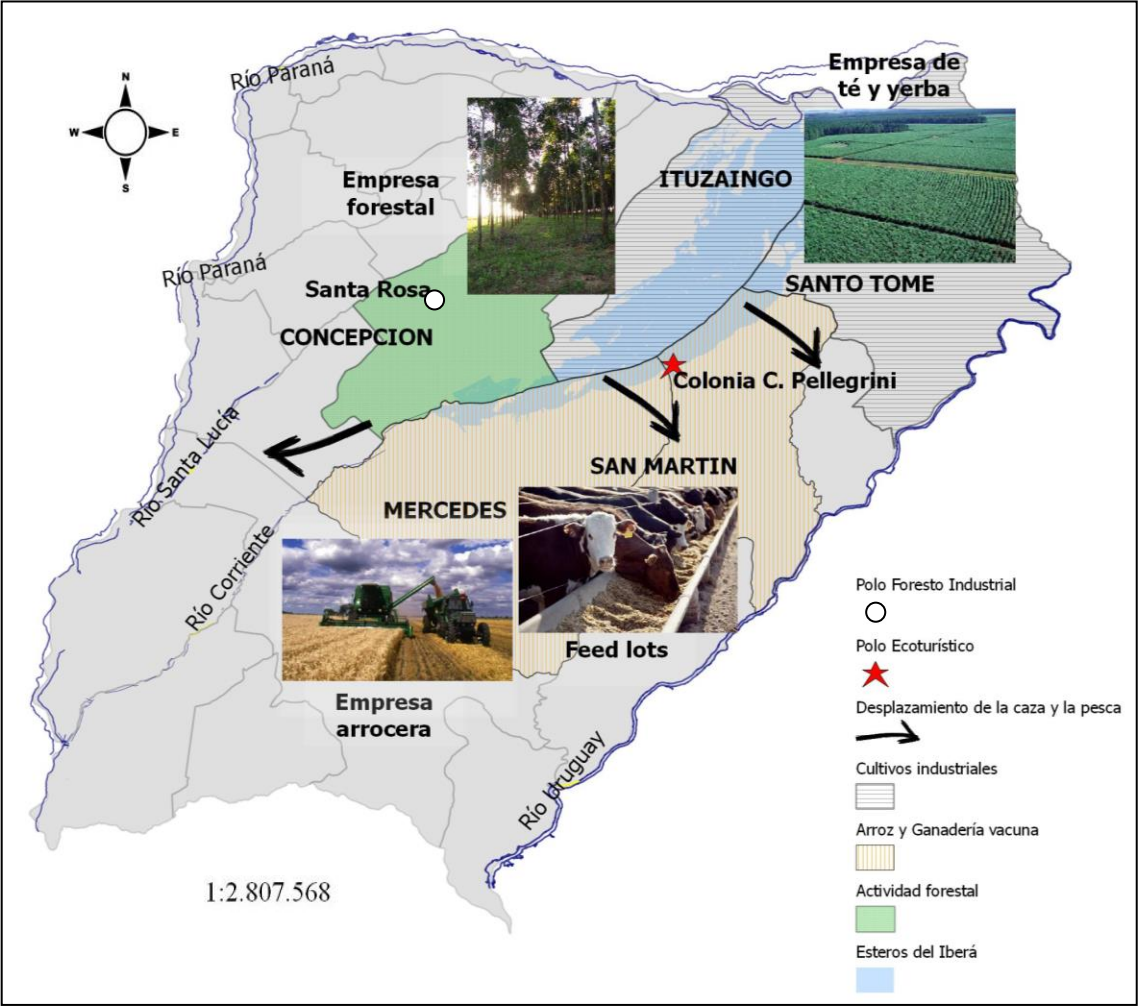 N
W
E
S
Río Paraná
Empresa de
té y yerba
Empresa
forestal
ITUZAINGO
Río Paraná
Santa Rosa
SANTO TOME
CONCEPCION
Colonia C. Pellegrini
Río Santa Lucía
SAN MARTIN
MERCEDES
Río Corriente
Feed lots
Empresa
arrocera
Río Uruguay
1:2.807.568
Polo Foresto Industrial
Polo Ecoturístico
Desplazamiento de la caza y la pesca
Cultivos industriales
Arroz y Ganadería vacuna
Actividad forestal
Esteros del Iberá